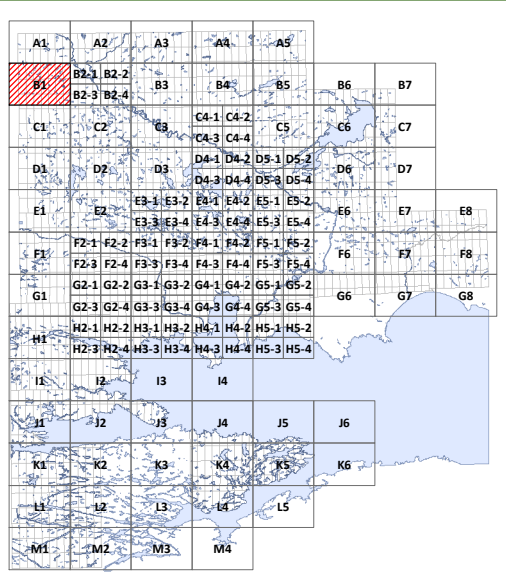 A1 A2 A3 A4 A5
B1 B2-1 B2-2 B3 B4 B5 B6 B7
B2-3 B2-4
C1 C2 C3 C4-1 C4-2 C5 C6 C7
C4-3 C4-4
D1 D2 D3 D4-1 D4-2 D5-1 D5-2 D6 D7
D4-3 D4-4 D5-3 D5-4
E1 E2 E3-1 E3-2 E4-1 E4-2 E5-1 E5-2 E6 E7 E8
E3-3 E3-4 E4-3 E4-4 E5-3 E5-4
F1 F2-1 F2-2 F3-1 F3-2 F4-1 F4-2 F5-1 F5-2 F6 F7 F8
F2-3 F2-4 F3-3 F3-4 F4-3 F4-4 F5-3 F5-4
G1 G2-1 G2-2 G3-1 G3-2 G4-1 G4-2 G5-1 G5-2 G6 G7 G8
G2-3 G2-4 G3-3 G3-4 G4-3 G4-4 G5-3 G5-4
H1 H2-1 H2-2 H3-1 H3-2 H4-1 H4-2 H5-1 H5-2
H2-3 H2-4 H3-3 H3-4 H4-3 H4-4 H5-3 H5-4
I1 I2 I3 I4
J1 J2 J3 J4 J5 J6
K1 K2 K3 K4 K5 K6
L1 L2 L3 L4 L5
M1 M2 M3 M4